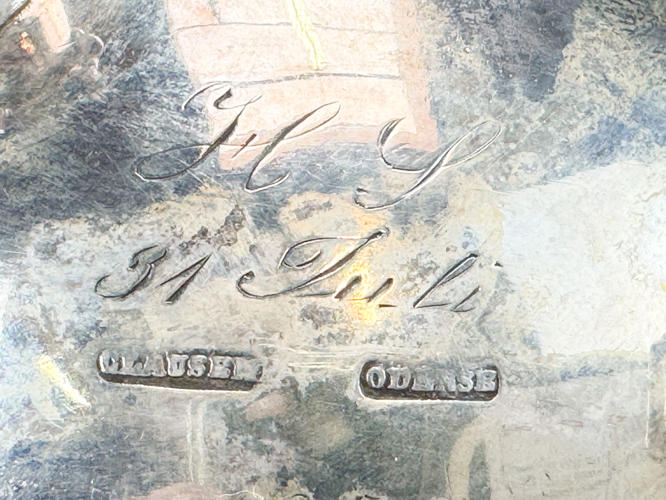 H S
31 Juli
CLAUSEN ODENSE